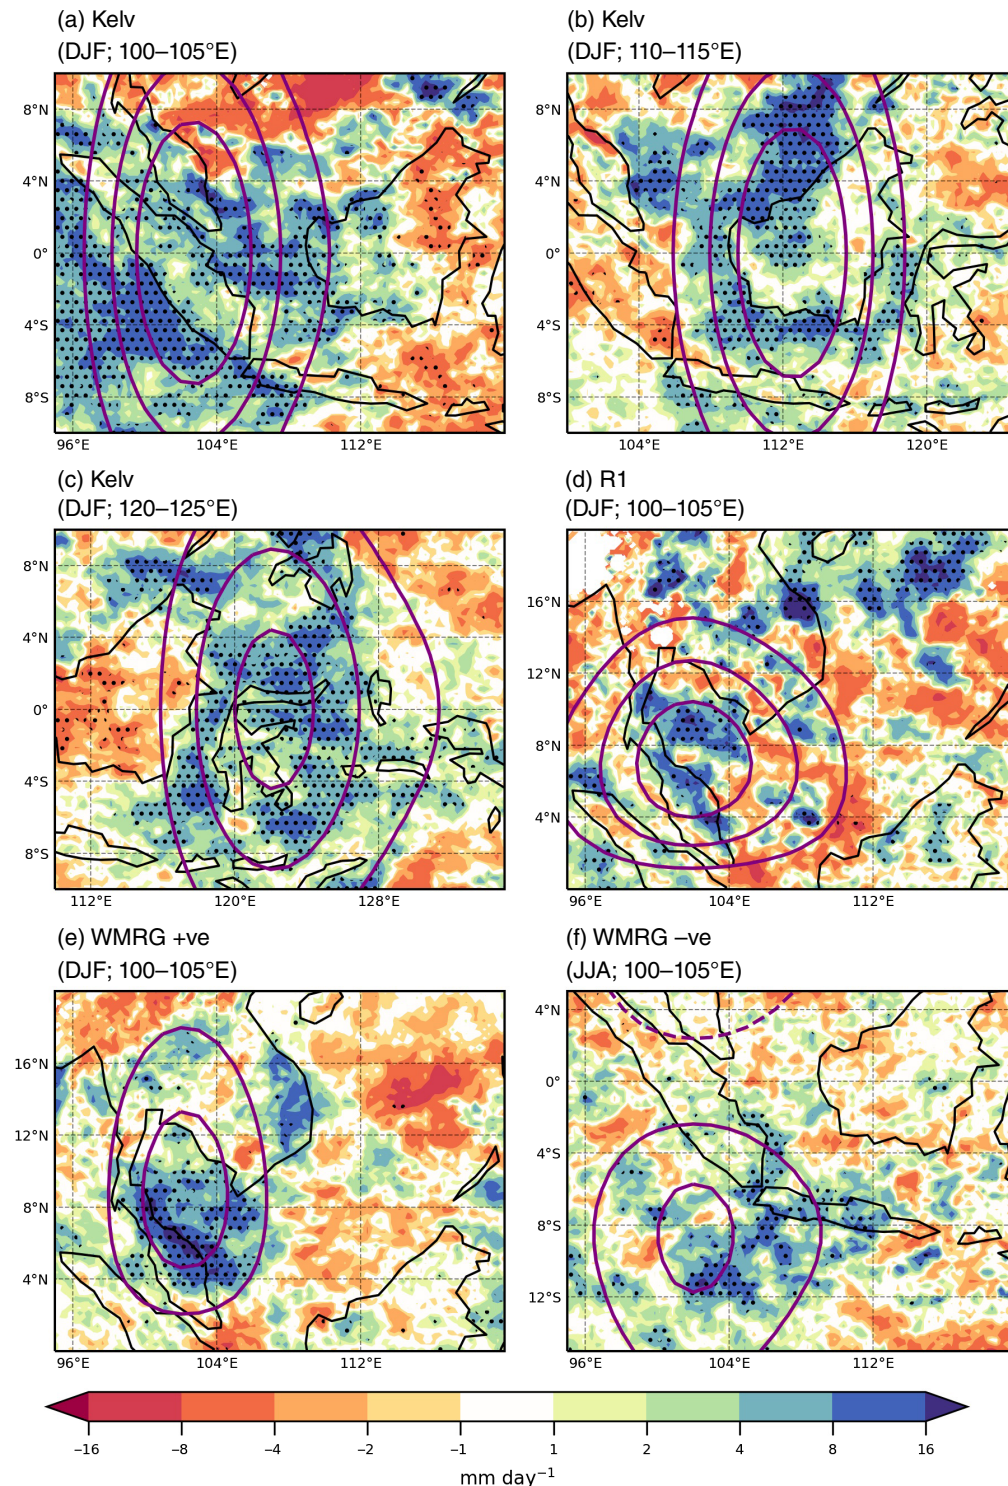 (a) Kelv
(DJF; 100–105°E)
(b) Kelv
(DJF; 110–115°E)
8°N
4°N
0°
4°S
8°S
96°E 104°E 112°E
8°N
4°N
0°
4°S
8°S
104°E 112°E 120°E
(c) Kelv
(DJF; 120–125°E)
(d) R1
(DJF; 100–105°E)
8°N
4°N
0°
4°S
8°S
112°E 120°E 128°E
16°N
12°N
8°N
4°N
96°E 104°E 112°E
(e) WMRG +ve
(DJF; 100–105°E)
(f) WMRG –ve
(JJA; 100–105°E)
16°N
12°N
8°N
4°N
96°E 104°E 112°E
4°N
0°
4°S
8°S
12°S
96°E 104°E 112°E
–16 –8 –4 –2 –1 1 2 4 8 16
mm day⁻¹